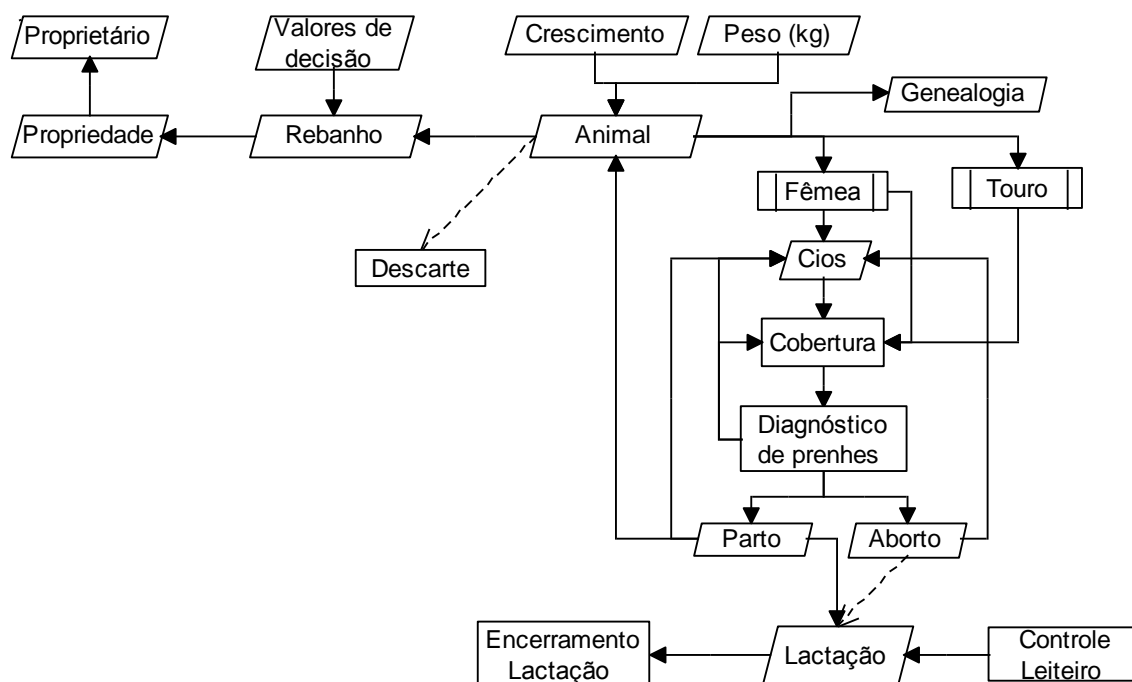 Proprietário
Valores de
decisão
Crescimento
Peso (kg)
Genealogia
Propriedade
Rebanho
Animal
Fêmea
Touro
Descarte
Cios
Cobertura
Diagnóstico
de prenhes
Parto
Aborto
Encerramento
Lactação
Lactação
Controle
Leiteiro